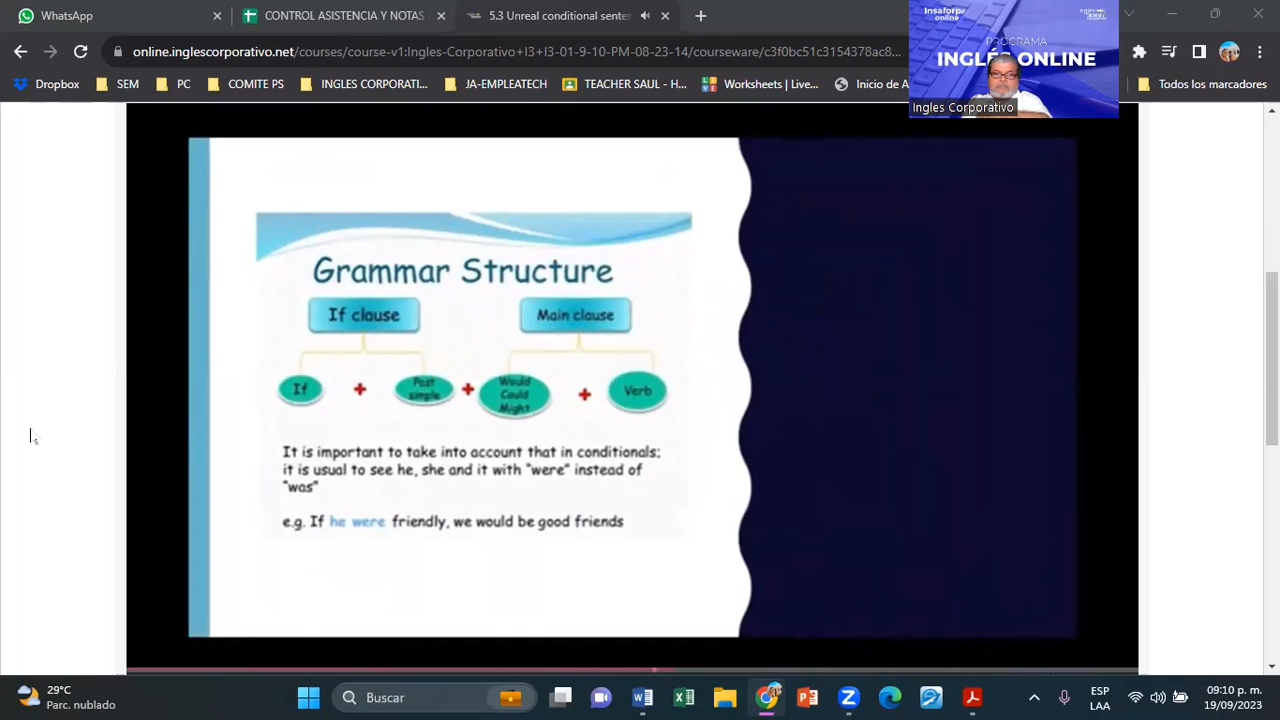 WhatsApp
CONTROL ASISTENCIA Y NOTAS
5.3 Unreal conditional sente
online.inglescorporativo.net/courses/course-v1:Ingles-Corporativo+I3+I-01-19-10-PM-08-23-14/courseware/c3f0bc51c3154378ac8...
Dropbox
SEM
PC
COMITE PS
JA-EMPLEATECH
TEACHER SAUL - H...
Worksheets | Live...
Inicio de A
Todos los marcadores
Insaforp
online
PROGRAMA
INGLÉS ONLINE
Ingles Corporativo
Grammar Structure
If clause
Main clause
If + Past simple + Would Could Might + Verb
It is important to take into account that in conditionals;
it is usual to see he, she and it with "were" instead of
"was"
e.g. If he were friendly, we would be good friends
29°C
Parc. nublado
Buscar
ESP
LAA
09:10 p. m.
19/09/2023